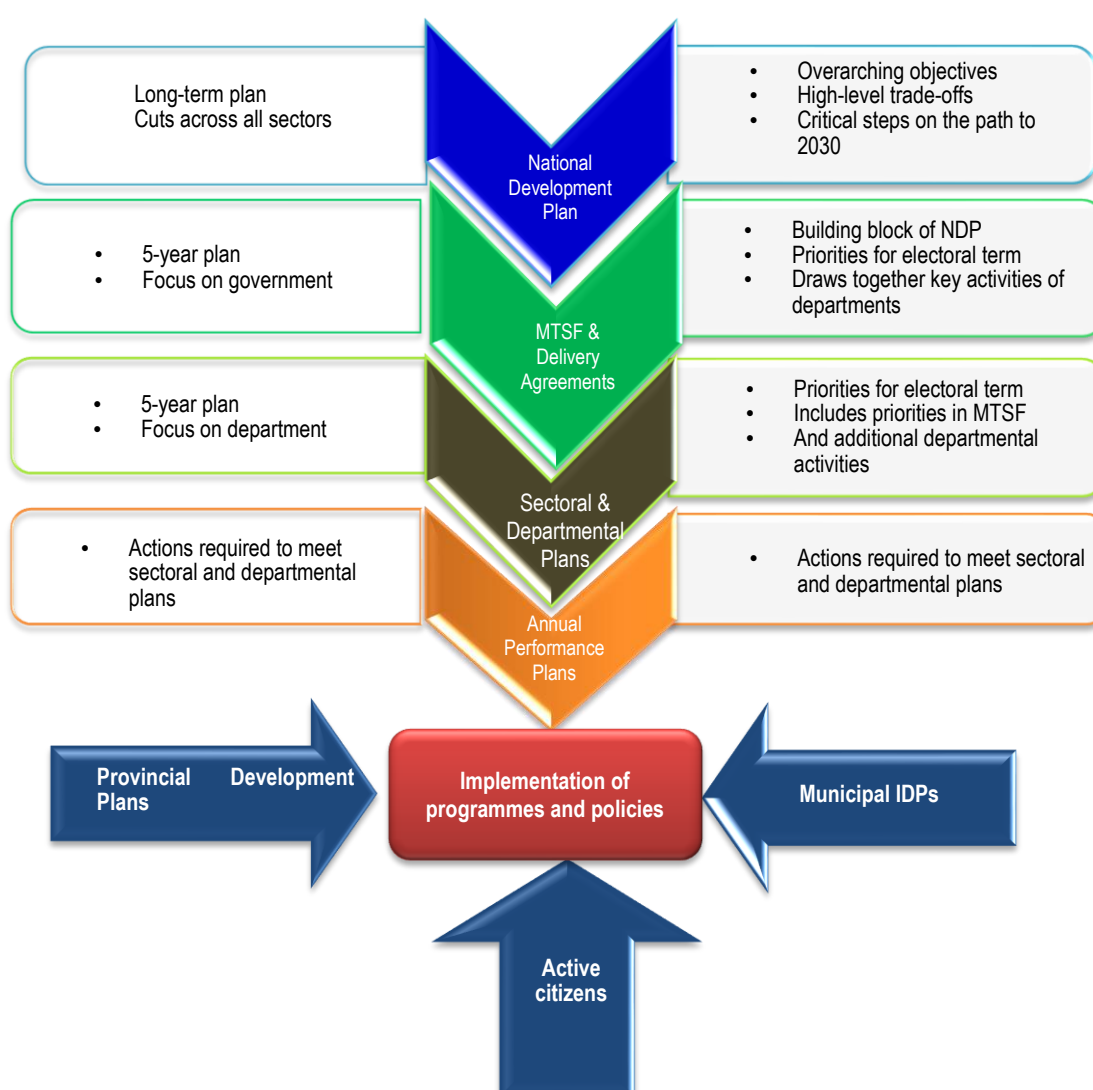 Long-term plan
Cuts across all sectors
National
Development
Plan
• Overarching objectives
• High-level trade-offs
• Critical steps on the path to
2030
• 5-year plan
• Focus on government
MTSF &
Delivery
Agreements
• Building block of NDP
• Priorities for electoral term
• Draws together key activities of
departments
• 5-year plan
• Focus on department
Sectoral &
Departmental
Plans
• Priorities for electoral term
• Includes priorities in MTSF
• And additional departmental
activities
• Actions required to meet
sectoral and departmental
plans
Annual
Performance
Plans
• Actions required to meet sectoral
and departmental plans
Provincial Development
Plans
Implementation of
programmes and policies
Municipal IDPs
Active
citizens